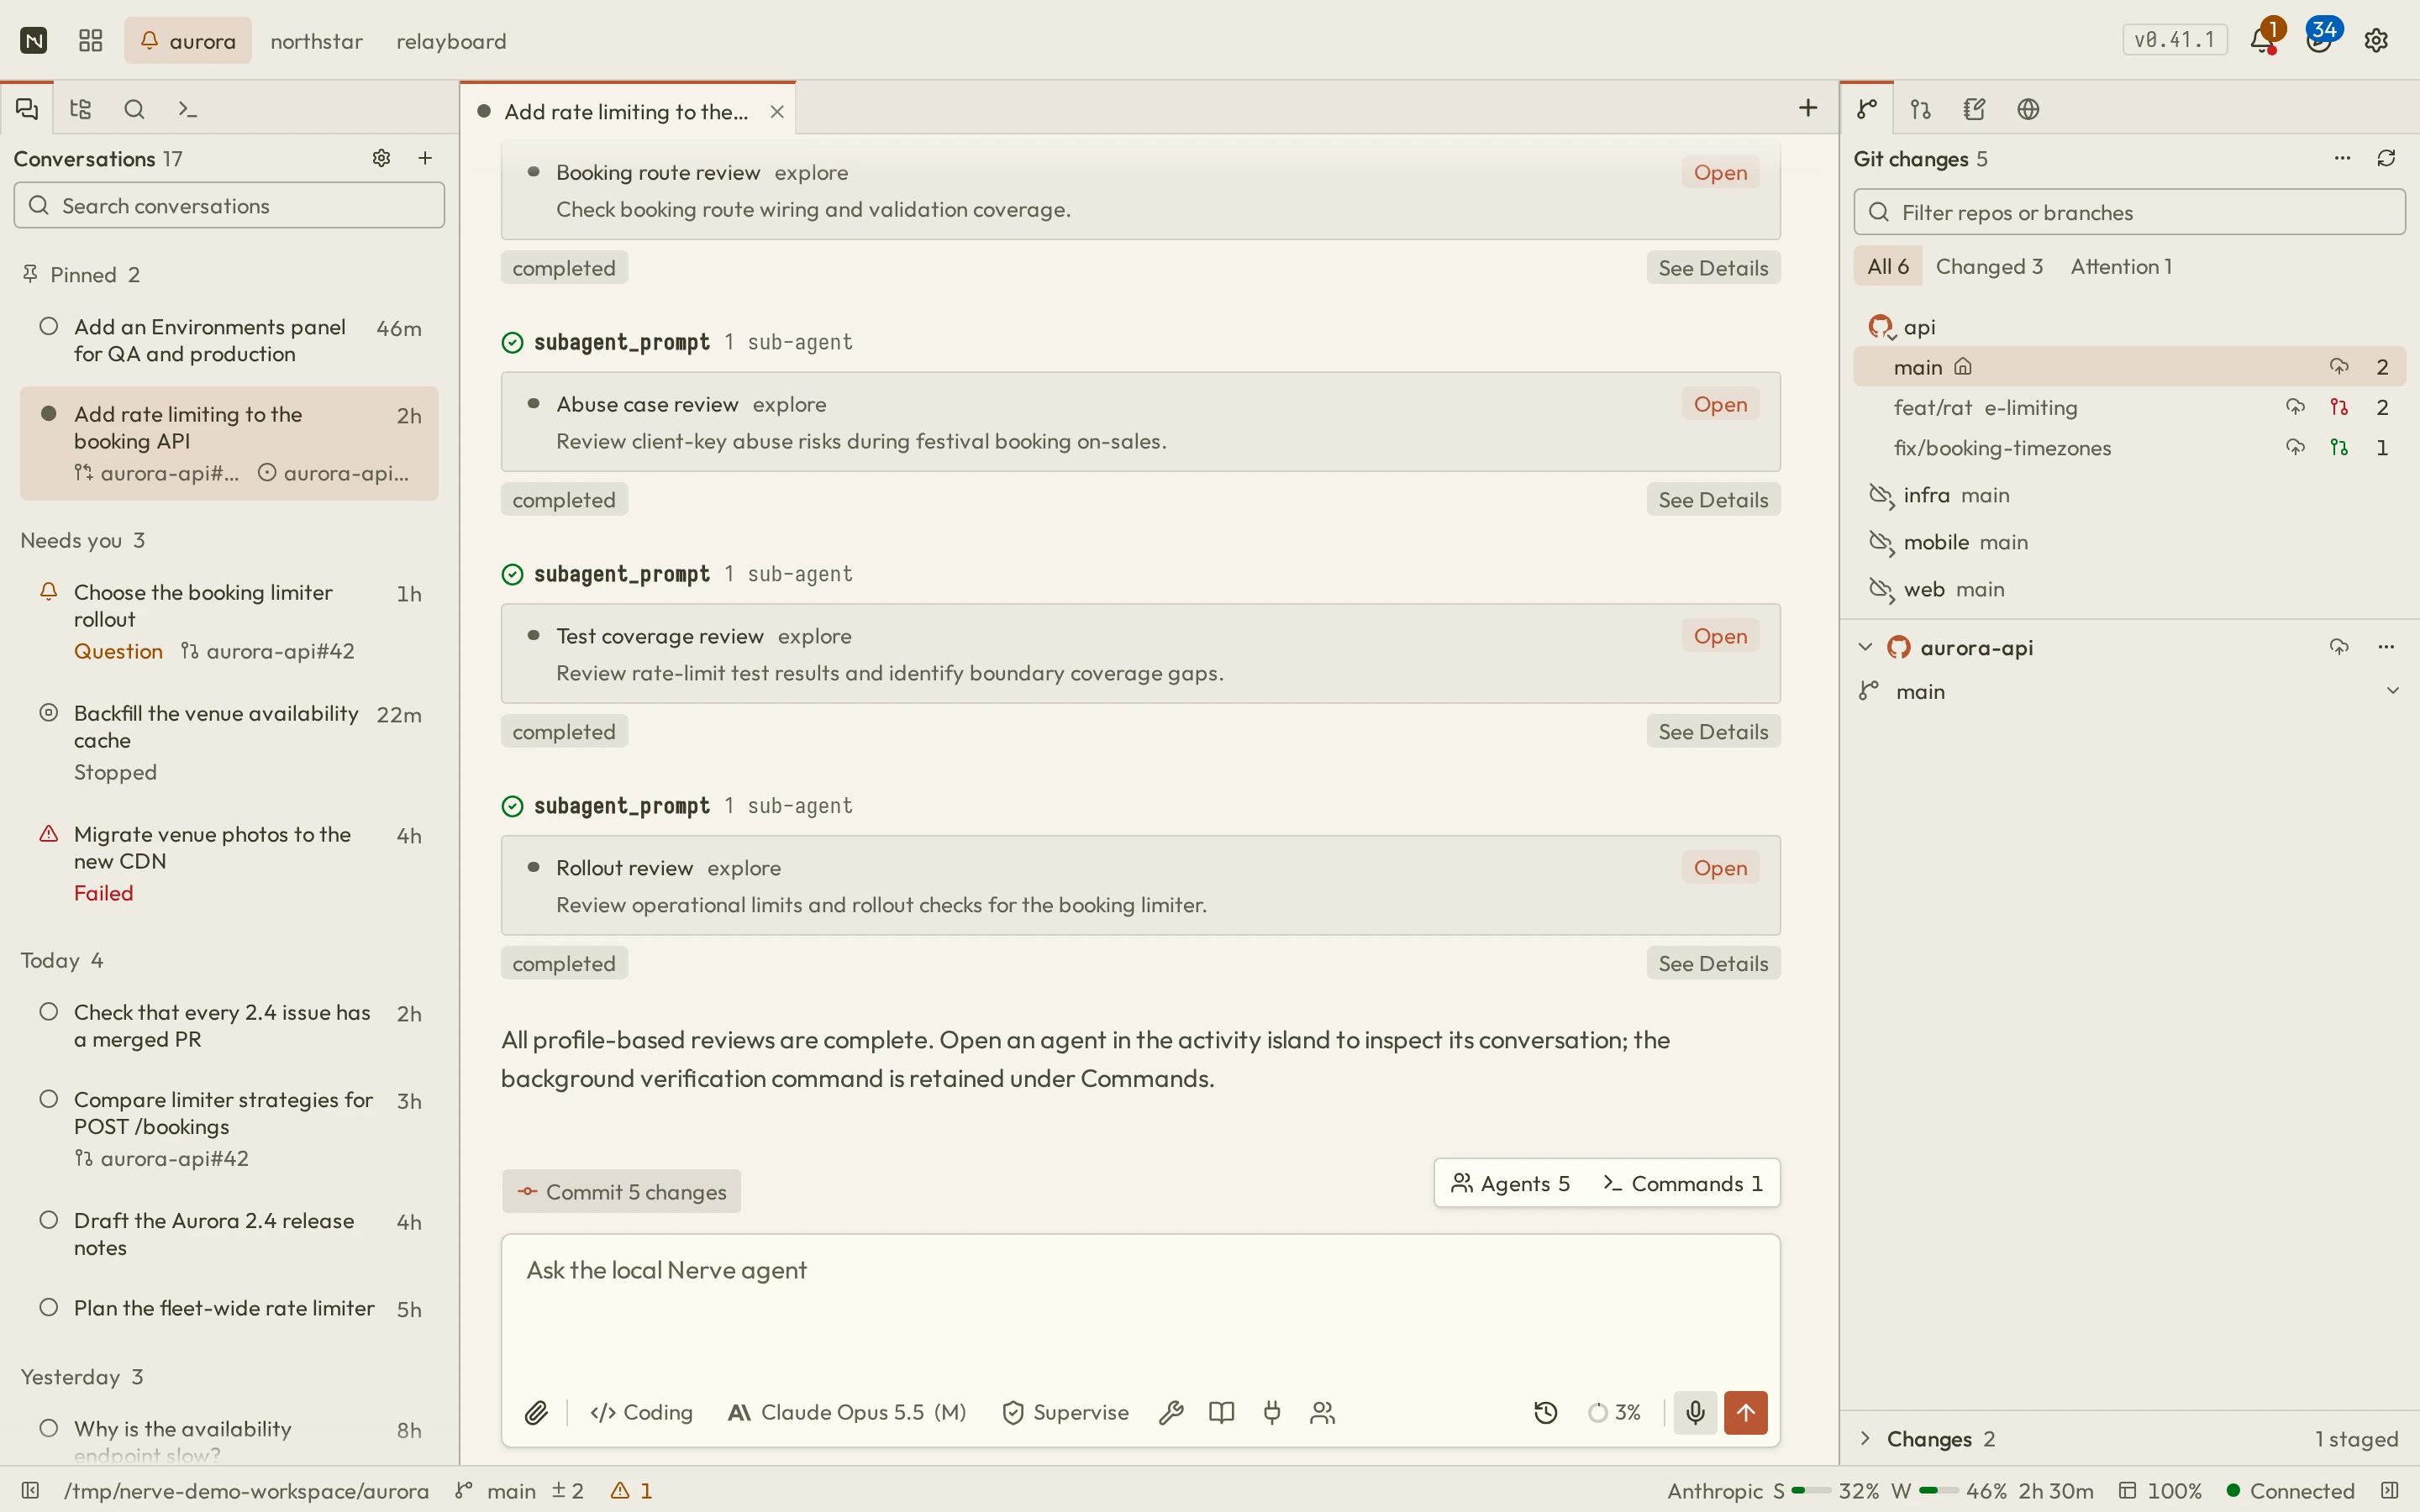 aurora
northstar
relayboard
v0.41.1
1
34
Conversations 17
Search conversations
Pinned 2
Add an Environments panel for QA and production
46m
Add rate limiting to the booking API
2h
aurora-api#...
aurora-api...
Needs you 3
Choose the booking limiter rollout
1h
Question
aurora-api#42
Backfill the venue availability cache
22m
Stopped
Migrate venue photos to the new CDN
4h
Failed
Today 4
Check that every 2.4 issue has a merged PR
2h
Compare limiter strategies for POST /bookings
3h
aurora-api#42
Draft the Aurora 2.4 release notes
4h
Plan the fleet-wide rate limiter
5h
Yesterday 3
Why is the availability endpoint slow?
8h
Add rate limiting to the...
Booking route review explore
Open
Check booking route wiring and validation coverage.
completed
See Details
subagent_prompt 1 sub-agent
Abuse case review explore
Open
Review client-key abuse risks during festival booking on-sales.
completed
See Details
subagent_prompt 1 sub-agent
Test coverage review explore
Open
Review rate-limit test results and identify boundary coverage gaps.
completed
See Details
subagent_prompt 1 sub-agent
Rollout review explore
Open
Review operational limits and rollout checks for the booking limiter.
completed
See Details
All profile-based reviews are complete. Open an agent in the activity island to inspect its conversation; the
background verification command is retained under Commands.
Commit 5 changes
Agents 5
Commands 1
Ask the local Nerve agent
Coding
Claude Opus 5.5 (M)
Supervise
3%
Git changes 5
Filter repos or branches
All 6
Changed 3
Attention 1
api
main
2
feat/rat e-limiting
2
fix/booking-timezones
1
infra main
mobile main
web main
aurora-api
main
Changes 2
1 staged
/tmp/nerve-demo-workspace/aurora
main ±2
1
Anthropic S 32% W 46% 2h 30m
100%
Connected